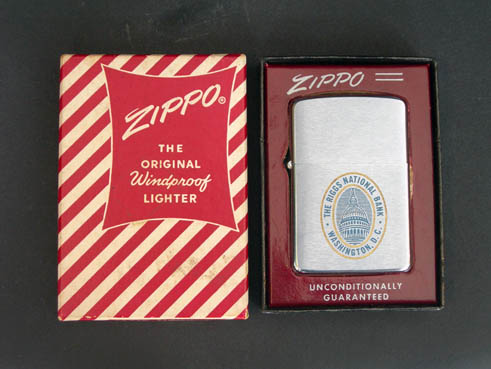 ZIPPO®
THE
ORIGINAL
Windproof
LIGHTER
ZIPPO
THE RIGGS NATIONAL BANK
• WASHINGTON, D.C. •
UNCONDITIONALLY
GUARANTEED